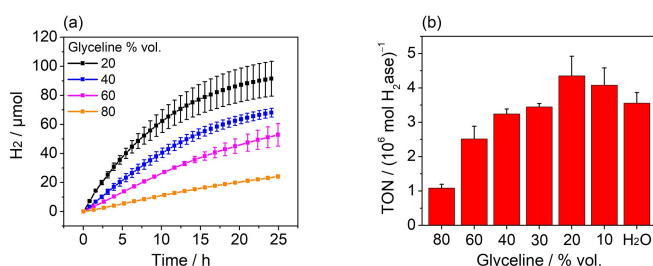 (a)
Glyceline % vol.
20
40
60
80
120
100
80
60
40
20
0
H2 / μmol
0 5 10 15 20 25
Time / h
(b)
6
5
4
3
2
1
0
TON / (10⁶ mol H₂ase)⁻¹
80 60 40 30 20 10 H₂O
Glyceline / % vol.